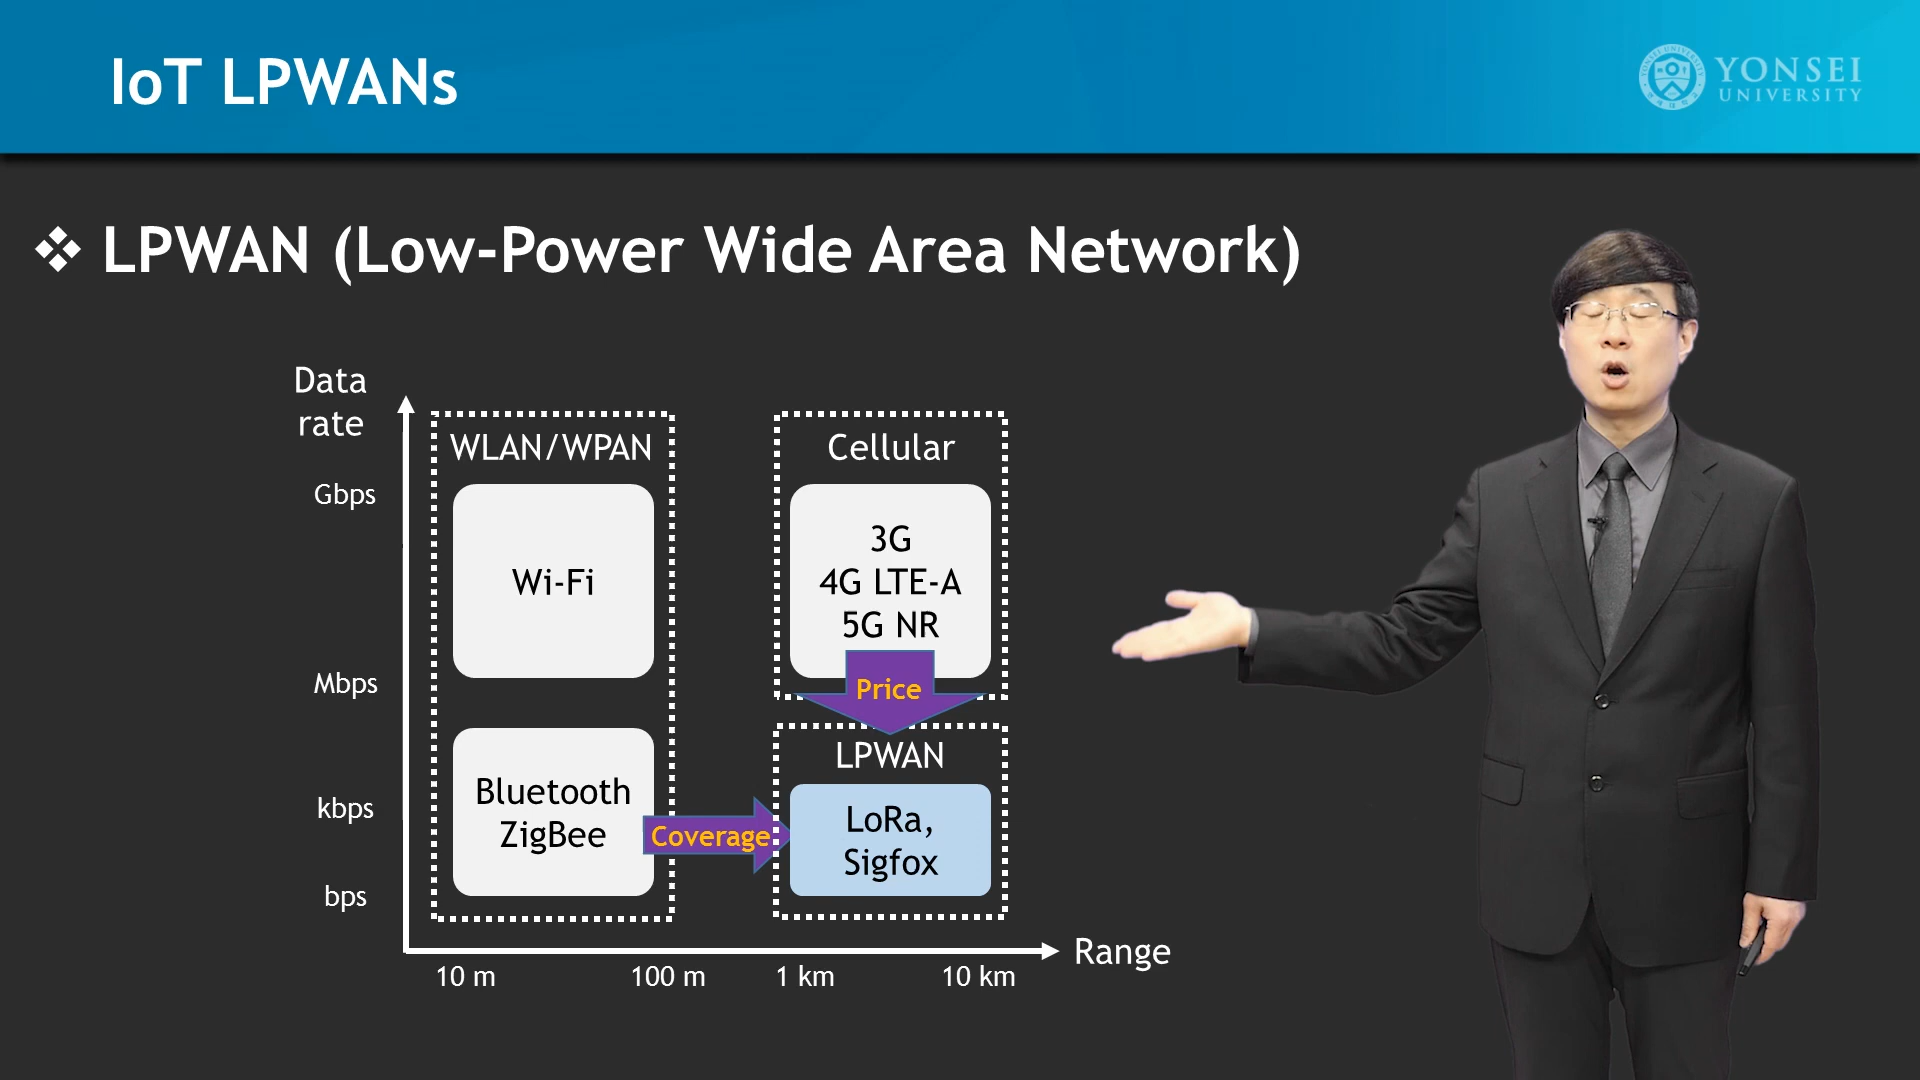 IoT LPWANs
YONSEI
UNIVERSITY
❖ LPWAN (Low-Power Wide Area Network)
Data
rate
Gbps
Mbps
kbps
bps
WLAN/WPAN
Wi-Fi
Bluetooth
ZigBee
Coverage
Cellular
3G
4G LTE-A
5G NR
Price
LPWAN
LoRa,
Sigfox
Range
10 m
100 m
1 km
10 km